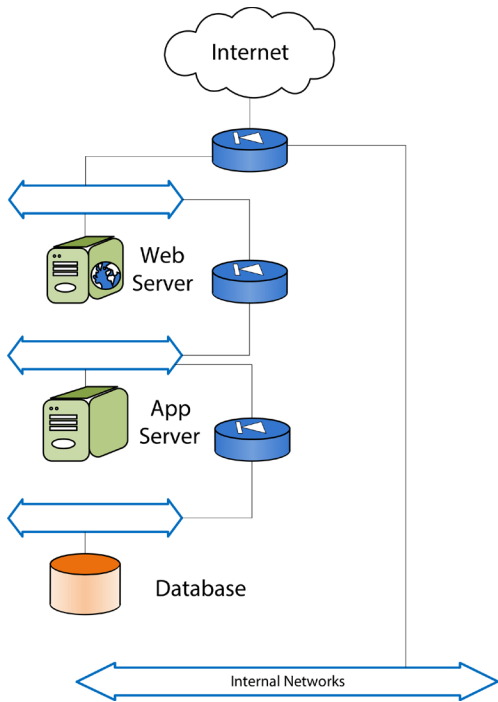 Internet
Web
Server
App
Server
Database
Internal Networks